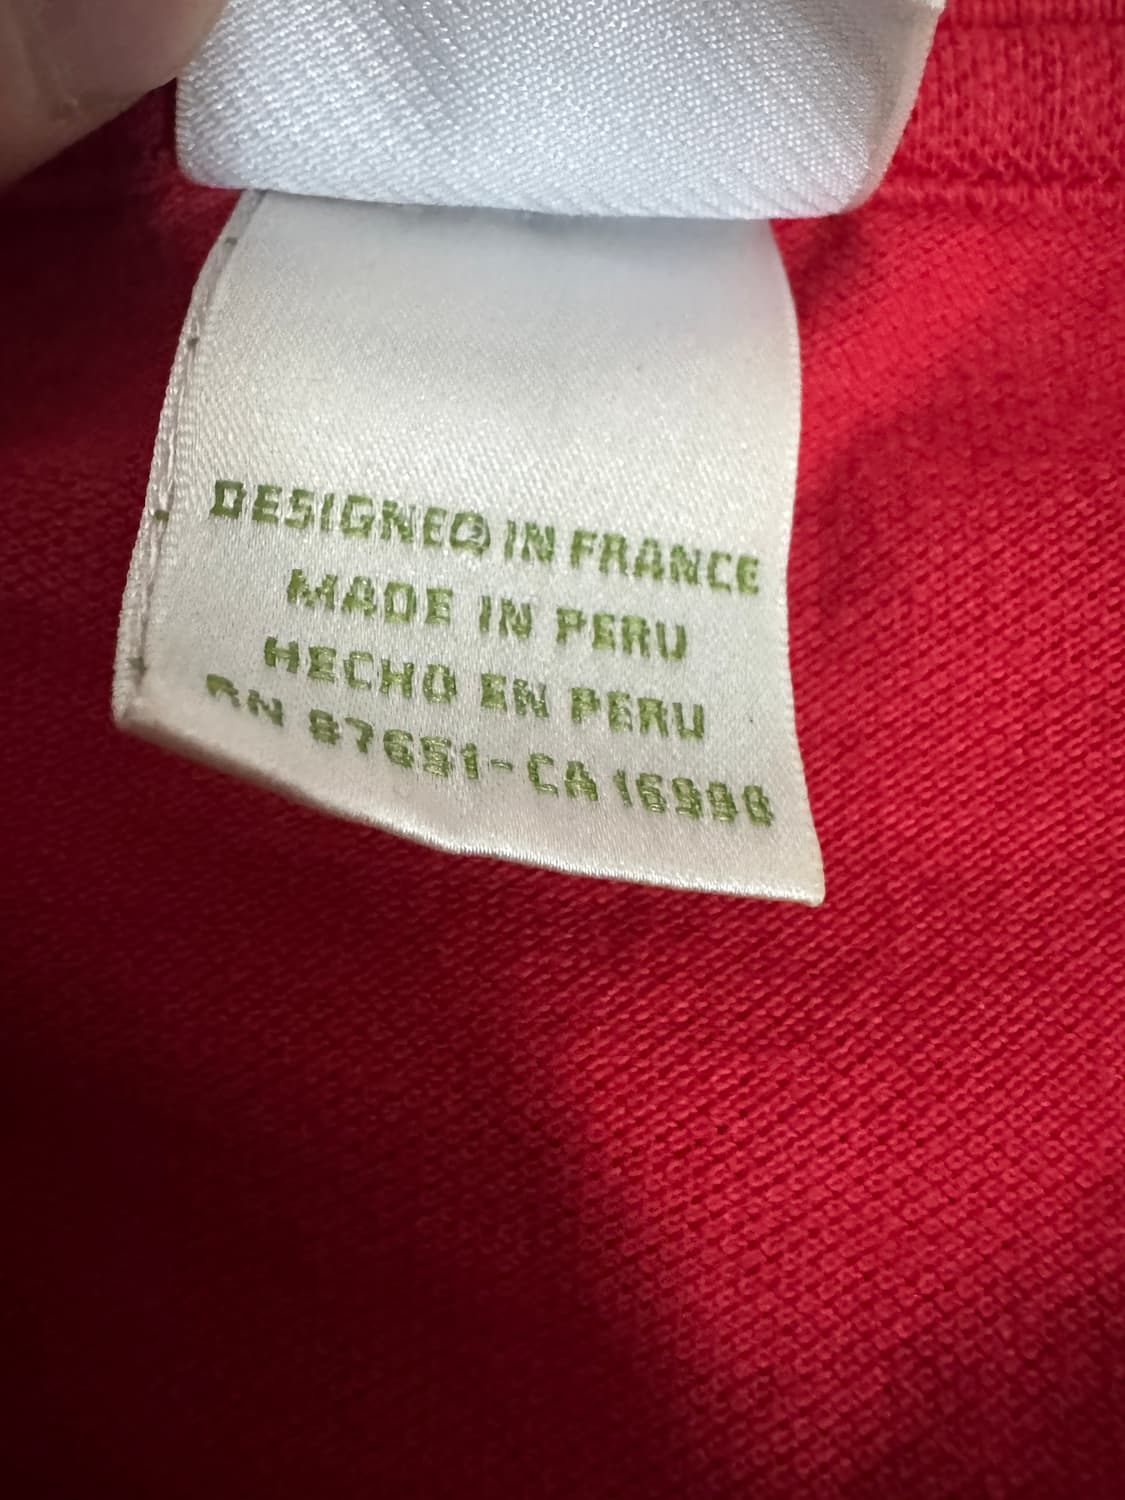 DESIGNED IN FRANCE
MADE IN PERU
HECHO EN PERU
RN 87651-CA 16998